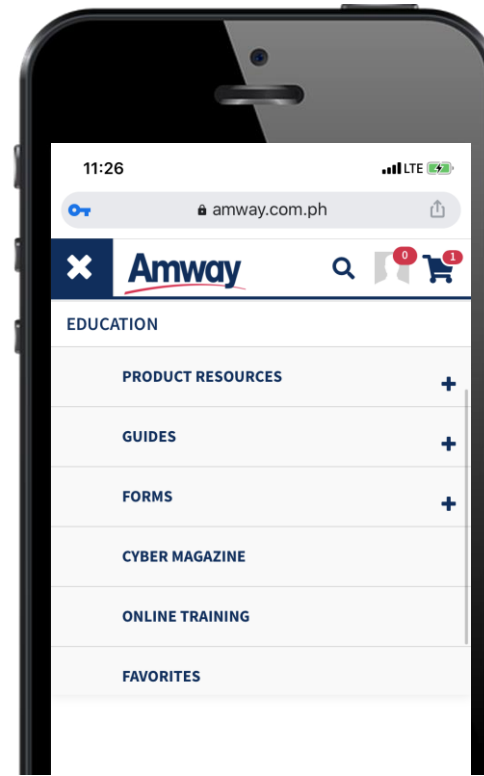 11:26 LTE
amway.com.ph
Amway 0 1
EDUCATION
PRODUCT RESOURCES +
GUIDES +
FORMS +
CYBER MAGAZINE
ONLINE TRAINING
FAVORITES